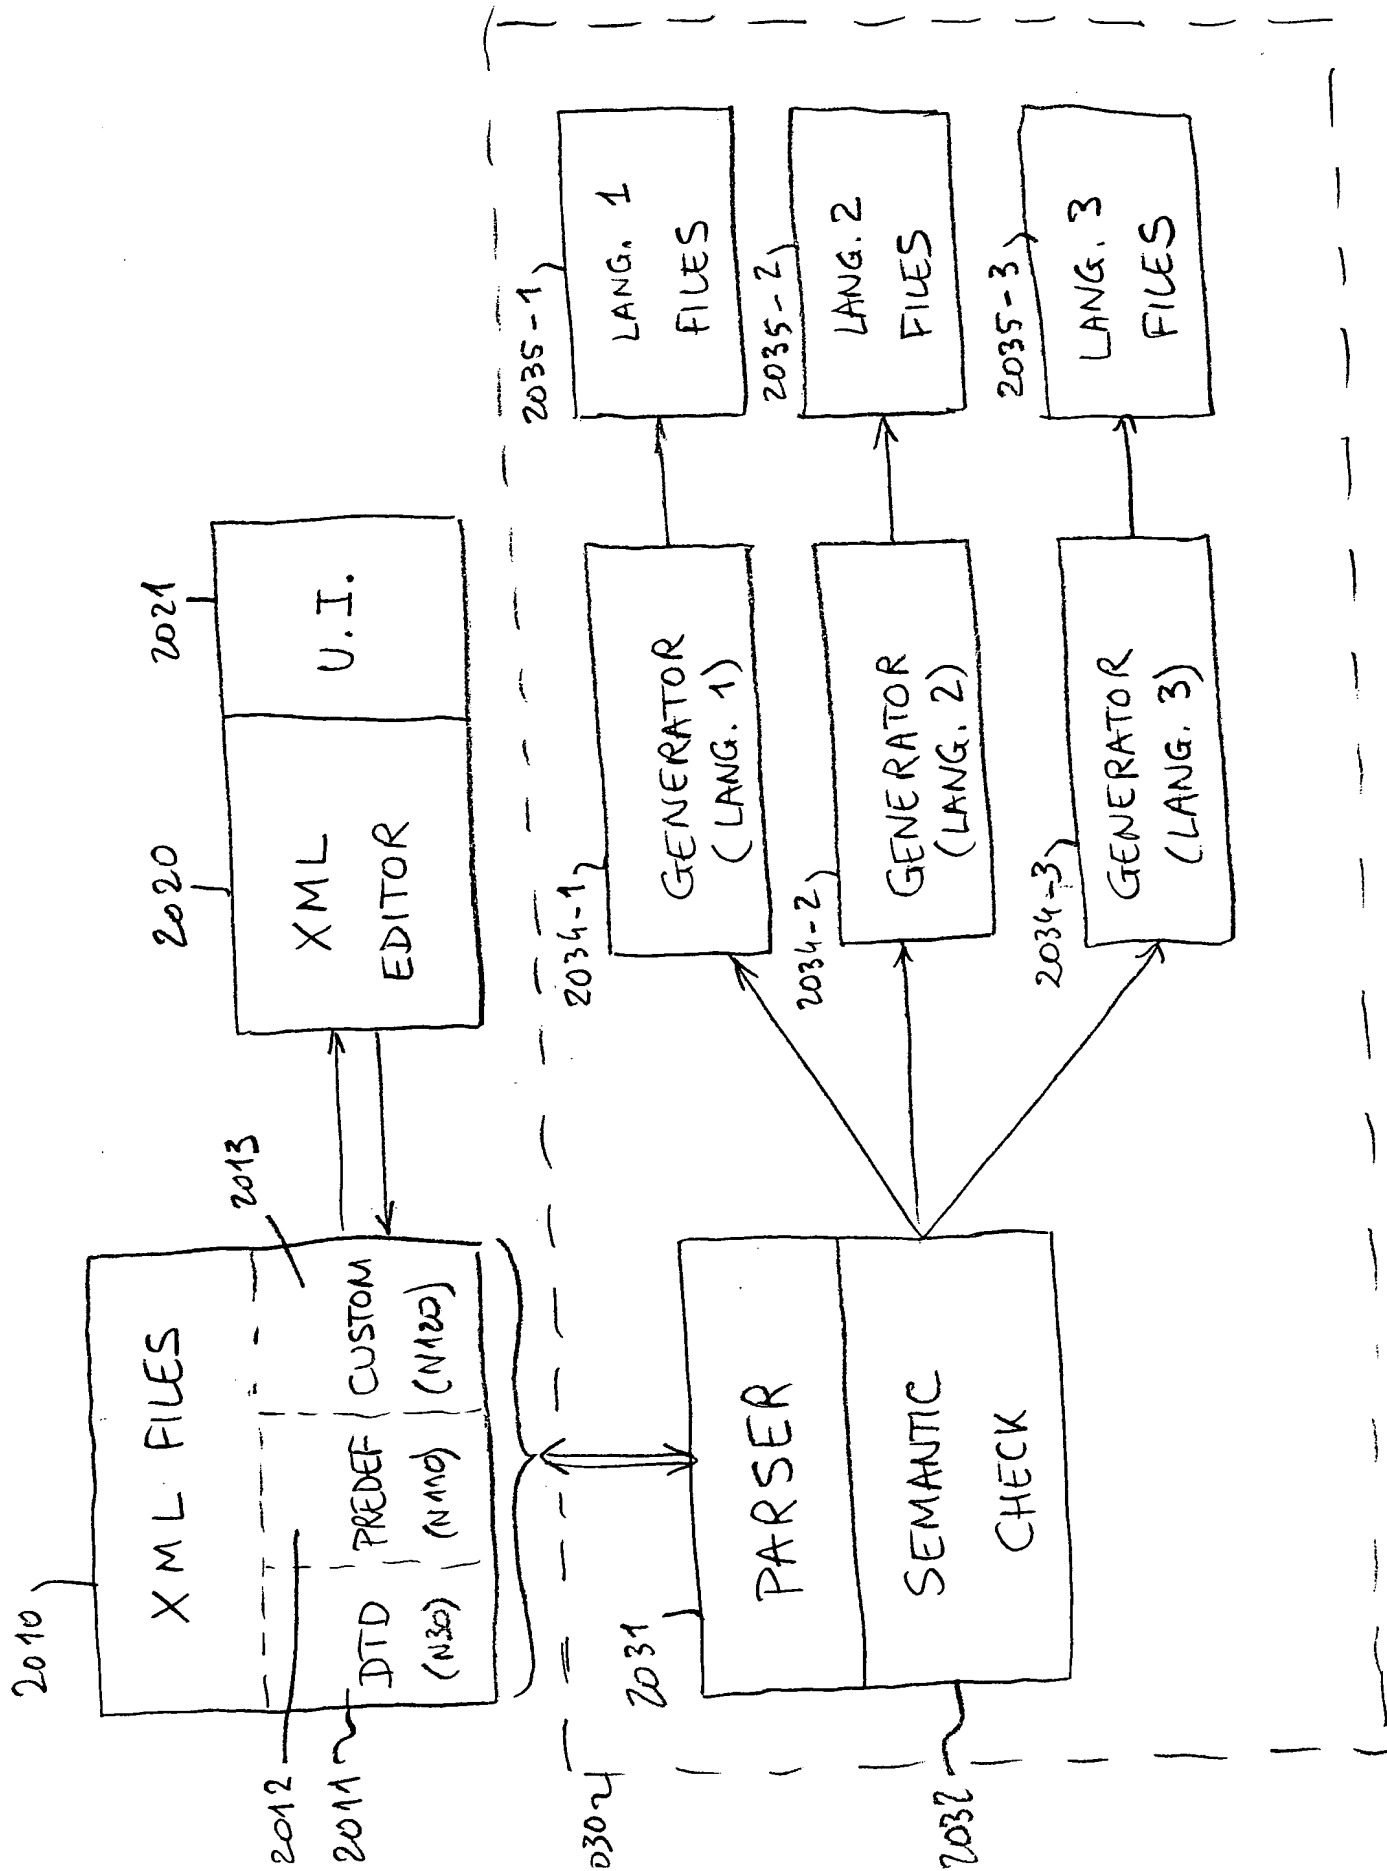 2010
XML FILES
2012
2011
DTD
(N30)
PREDEF
(N110)
CUSTOM
(N120)
2013
2020
XML
EDITOR
2021
U.I.
030
2031
PARSER
SEMANTIC
CHECK
2032
2034-1
GENERATOR
(LANG. 1)
2035-1
LANG. 1
FILES
2034-2
GENERATOR
(LANG. 2)
2035-2
LANG. 2
FILES
2034-3
GENERATOR
(LANG. 3)
2035-3
LANG. 3
FILES